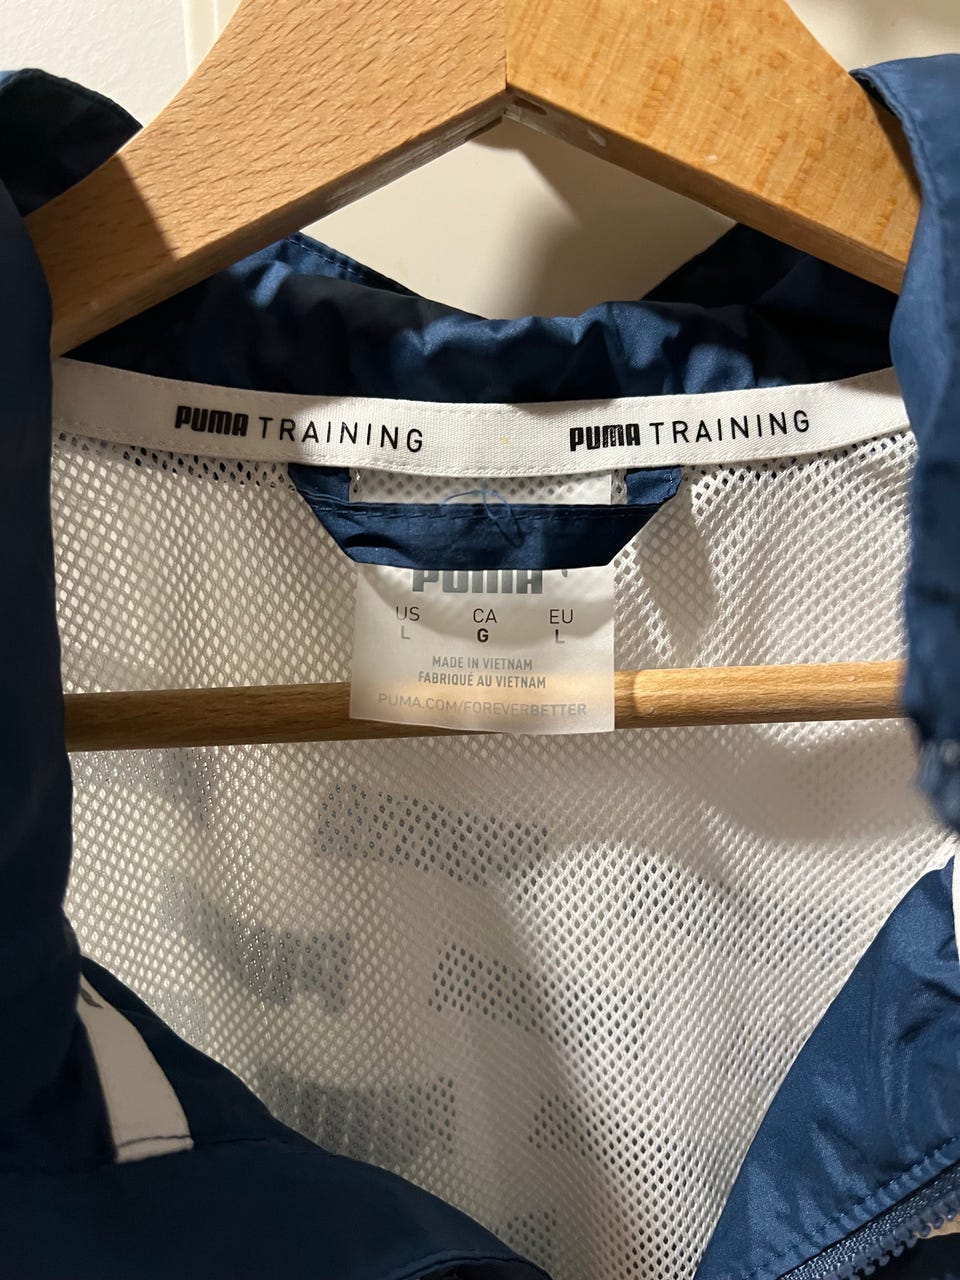 PUMA TRAINING PUMA TRAINING
PUMA
US CA EU
L G L
MADE IN VIETNAM
FABRIQUÉ AU VIETNAM
PUMA.COM/FOREVERBETTER